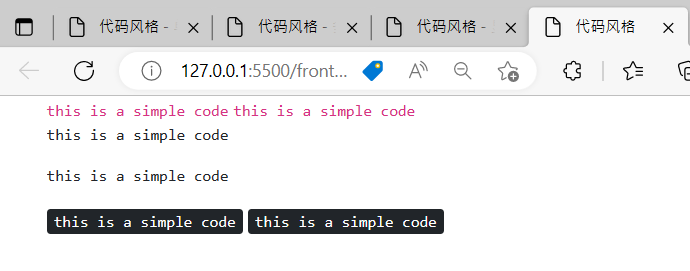 代码风格 - 代码风格 - 代码风格 - 代码风格
127.0.0.1:5500/front...
this is a simple code this is a simple code
this is a simple code
this is a simple code
this is a simple code this is a simple code